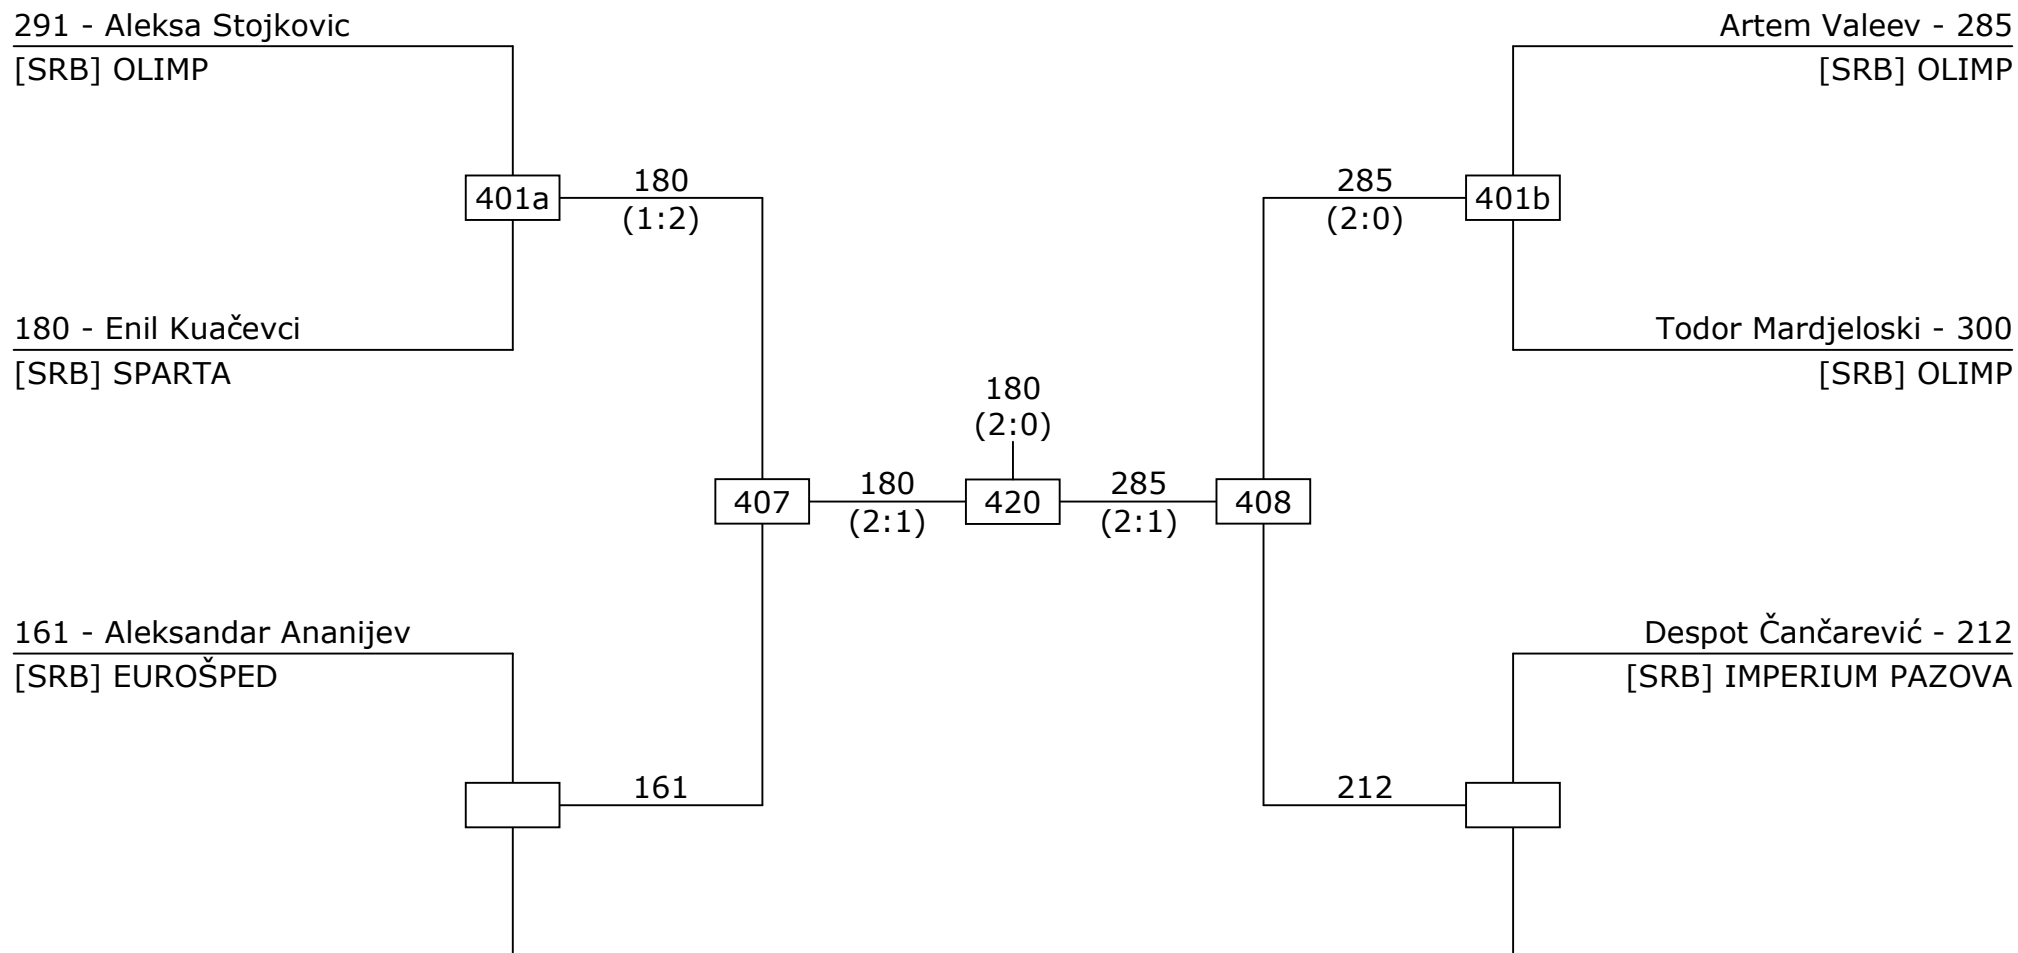 291 - Aleksa Stojkovic
[SRB] OLIMP
Artem Valeev - 285
[SRB] OLIMP
401a
180
(1:2)
285
(2:0)
401b
180 - Enil Kuačevci
[SRB] SPARTA
Todor Mardjeloski - 300
[SRB] OLIMP
180
(2:0)
407
180
(2:1)
420
285
(2:1)
408
161 - Aleksandar Ananijev
[SRB] EUROŠPED
Despot Čančarević - 212
[SRB] IMPERIUM PAZOVA
161
212